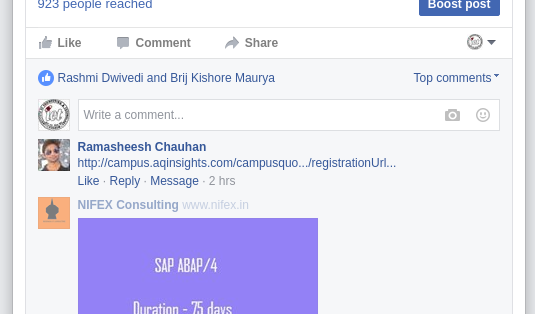 923 people reached
Boost post
Like Comment Share
Rashmi Dwivedi and Brij Kishore Maurya Top comments
Write a comment...
Ramasheesh Chauhan
http://campus.aqinsights.com/campusquo.../registrationUrl...
Like · Reply · Message · 2 hrs
NIFEX Consulting www.nifex.in
SAP ABAP/4
Duration - 75 days